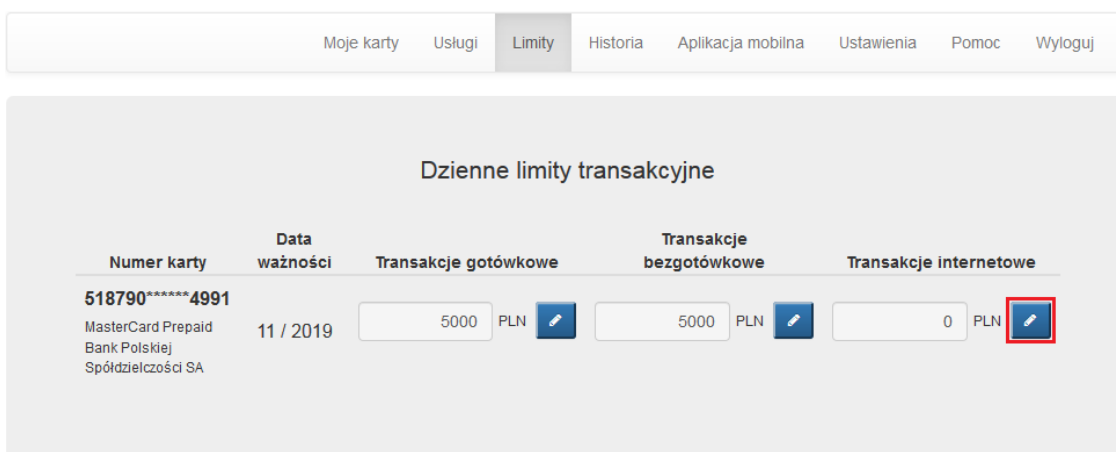 Moje karty Usługi Limity Historia Aplikacja mobilna Ustawienia Pomoc Wyloguj
Dzienne limity transakcyjne
Numer karty Data ważności Transakcje gotówkowe Transakcje bezgotówkowe Transakcje internetowe
518790******4991
MasterCard Prepaid
Bank Polskiej
Spółdzielczości SA
11 / 2019 5000 PLN 5000 PLN 0 PLN